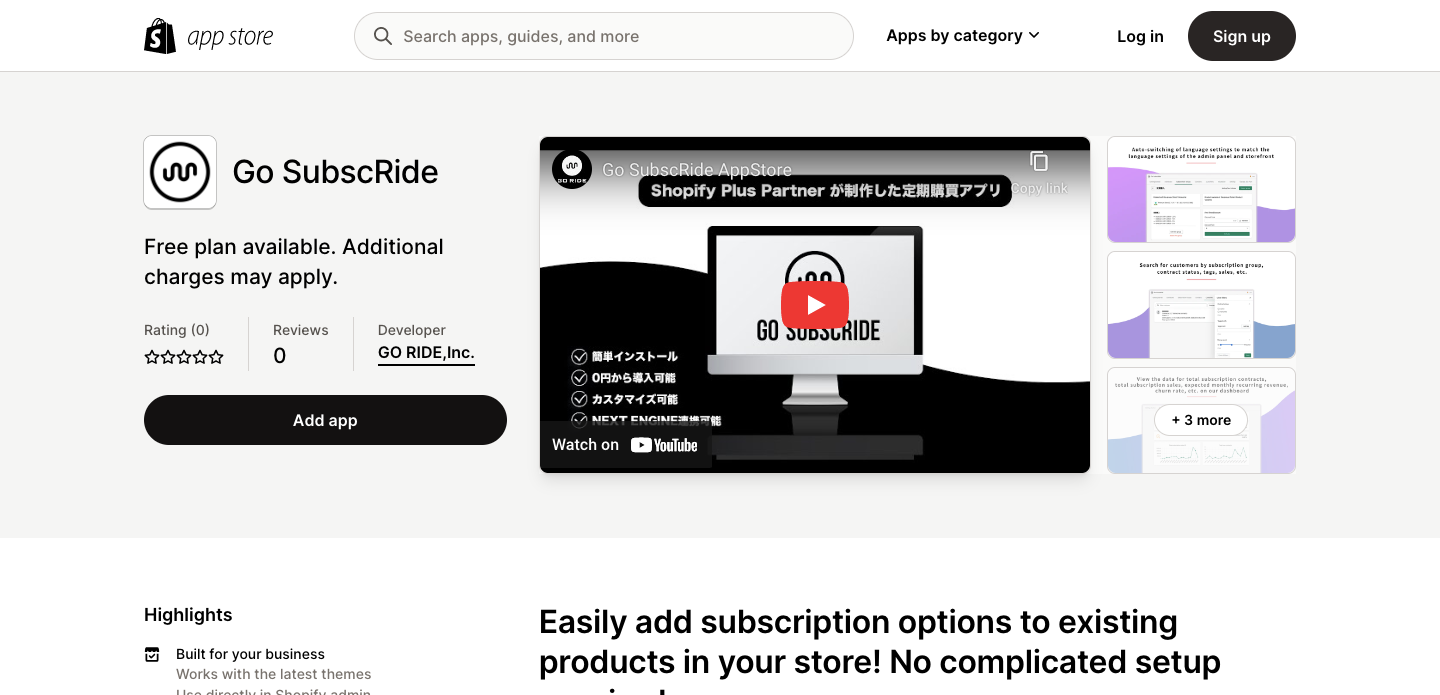 app store
Search apps, guides, and more
Apps by category
Log in
Sign up
Go SubscRide
Free plan available. Additional
charges may apply.
Rating (0)
Reviews
0
Developer
GO RIDE,Inc.
Add app
GO RIDE
Go SubscRide AppStore
Copy link
Shopify Plus Partner が制作した定期購買アプリ
GO SUBSCRIDE
簡単インストール
0円から導入可能
カスタマイズ可能
NEXT ENGINE連携可能
Watch on YouTube
Auto-switching of language settings to match the
language settings of the admin panel and storefront
Search for customers by subscription group,
contract status, tags, sales, etc.
View the data for total subscription contracts,
total subscription sales, expected monthly recurring revenue,
churn rate, etc. on our dashboard
+ 3 more
Highlights
Built for your business
Works with the latest themes
Use directly in Shopify admin
Easily add subscription options to existing
products in your store! No complicated setup